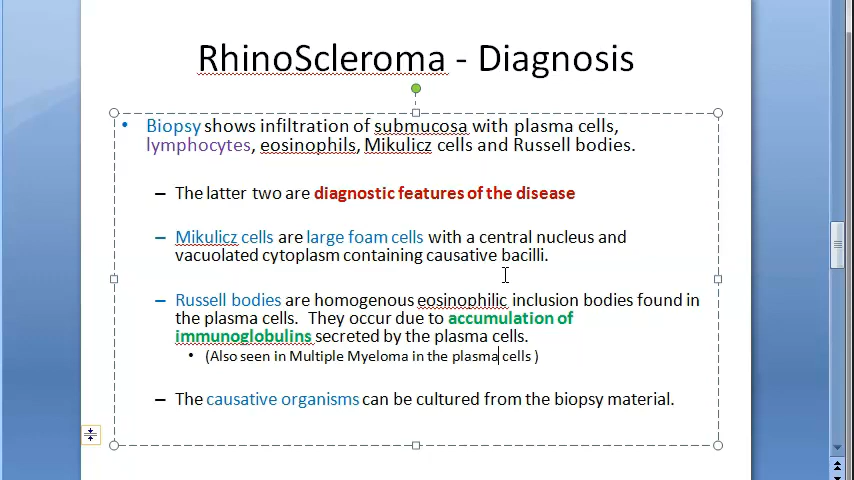 RhinoScleroma - Diagnosis
• Biopsy shows infiltration of submucosa with plasma cells,
lymphocytes, eosinophils, Mikulicz cells and Russell bodies.
– The latter two are diagnostic features of the disease
– Mikulicz cells are large foam cells with a central nucleus and
vacuolated cytoplasm containing causative bacilli.
– Russell bodies are homogenous eosinophilic inclusion bodies found in
the plasma cells. They occur due to accumulation of
immunoglobulins secreted by the plasma cells.
• (Also seen in Multiple Myeloma in the plasma cells )
– The causative organisms can be cultured from the biopsy material.